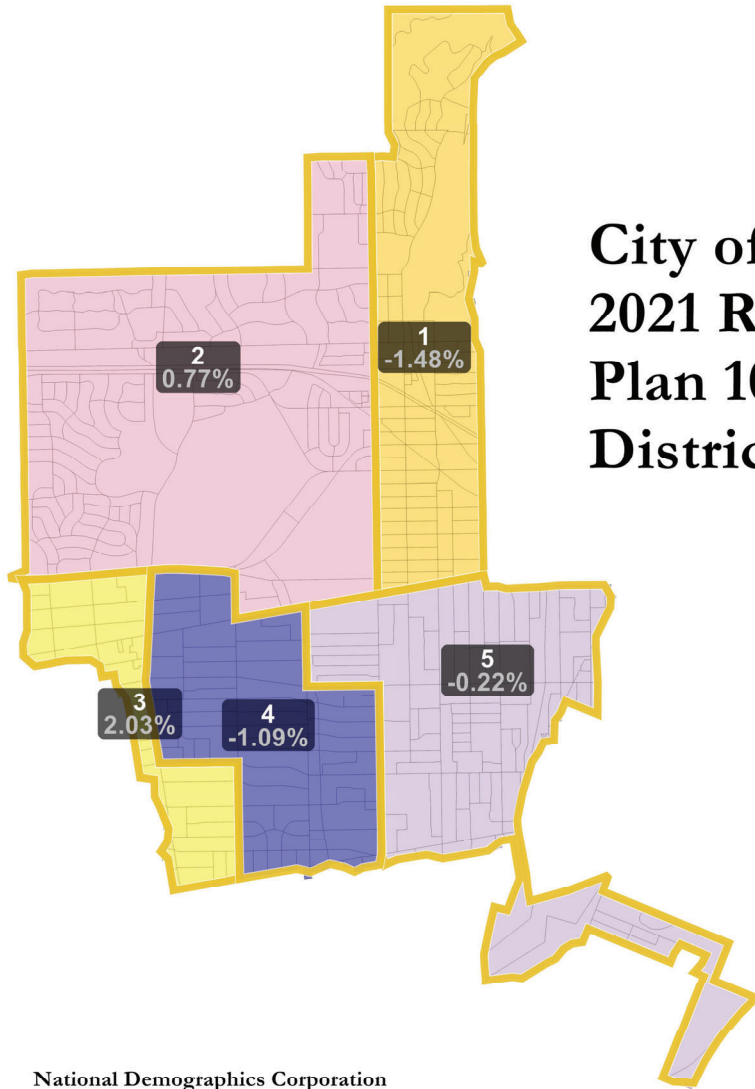 City of
2021 R
Plan 10
Distric
1
-1.48%
2
0.77%
5
-0.22%
3
2.03%
4
-1.09%
National Demographics Corporation